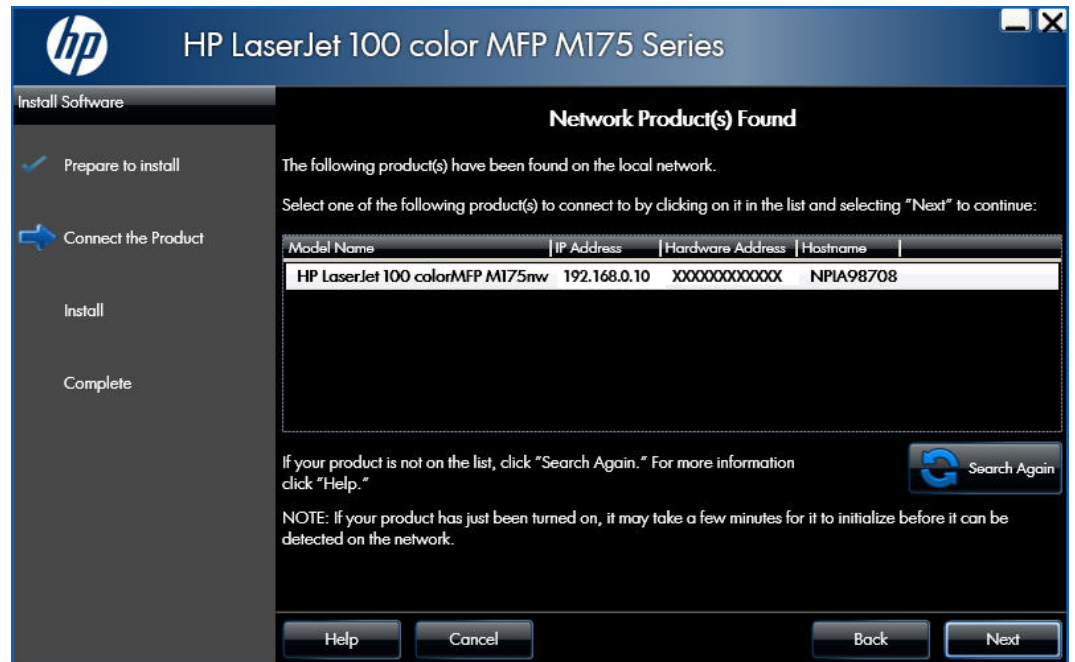 hp
HP LaserJet 100 color MFP M175 Series
Install Software
Prepare to install
Connect the Product
Install
Complete
Network Product(s) Found
The following product(s) have been found on the local network.
Select one of the following product(s) to connect to by clicking on it in the list and selecting "Next" to continue:
Model Name IP Address Hardware Address Hostname
HP LaserJet 100 colorMFP M175nw 192.168.0.10 XXXXXXXXXXXX NPIA98708
If your product is not on the list, click "Search Again." For more information
click "Help."
Search Again
NOTE: If your product has just been turned on, it may take a few minutes for it to initialize before it can be
detected on the network.
Help Cancel Back Next